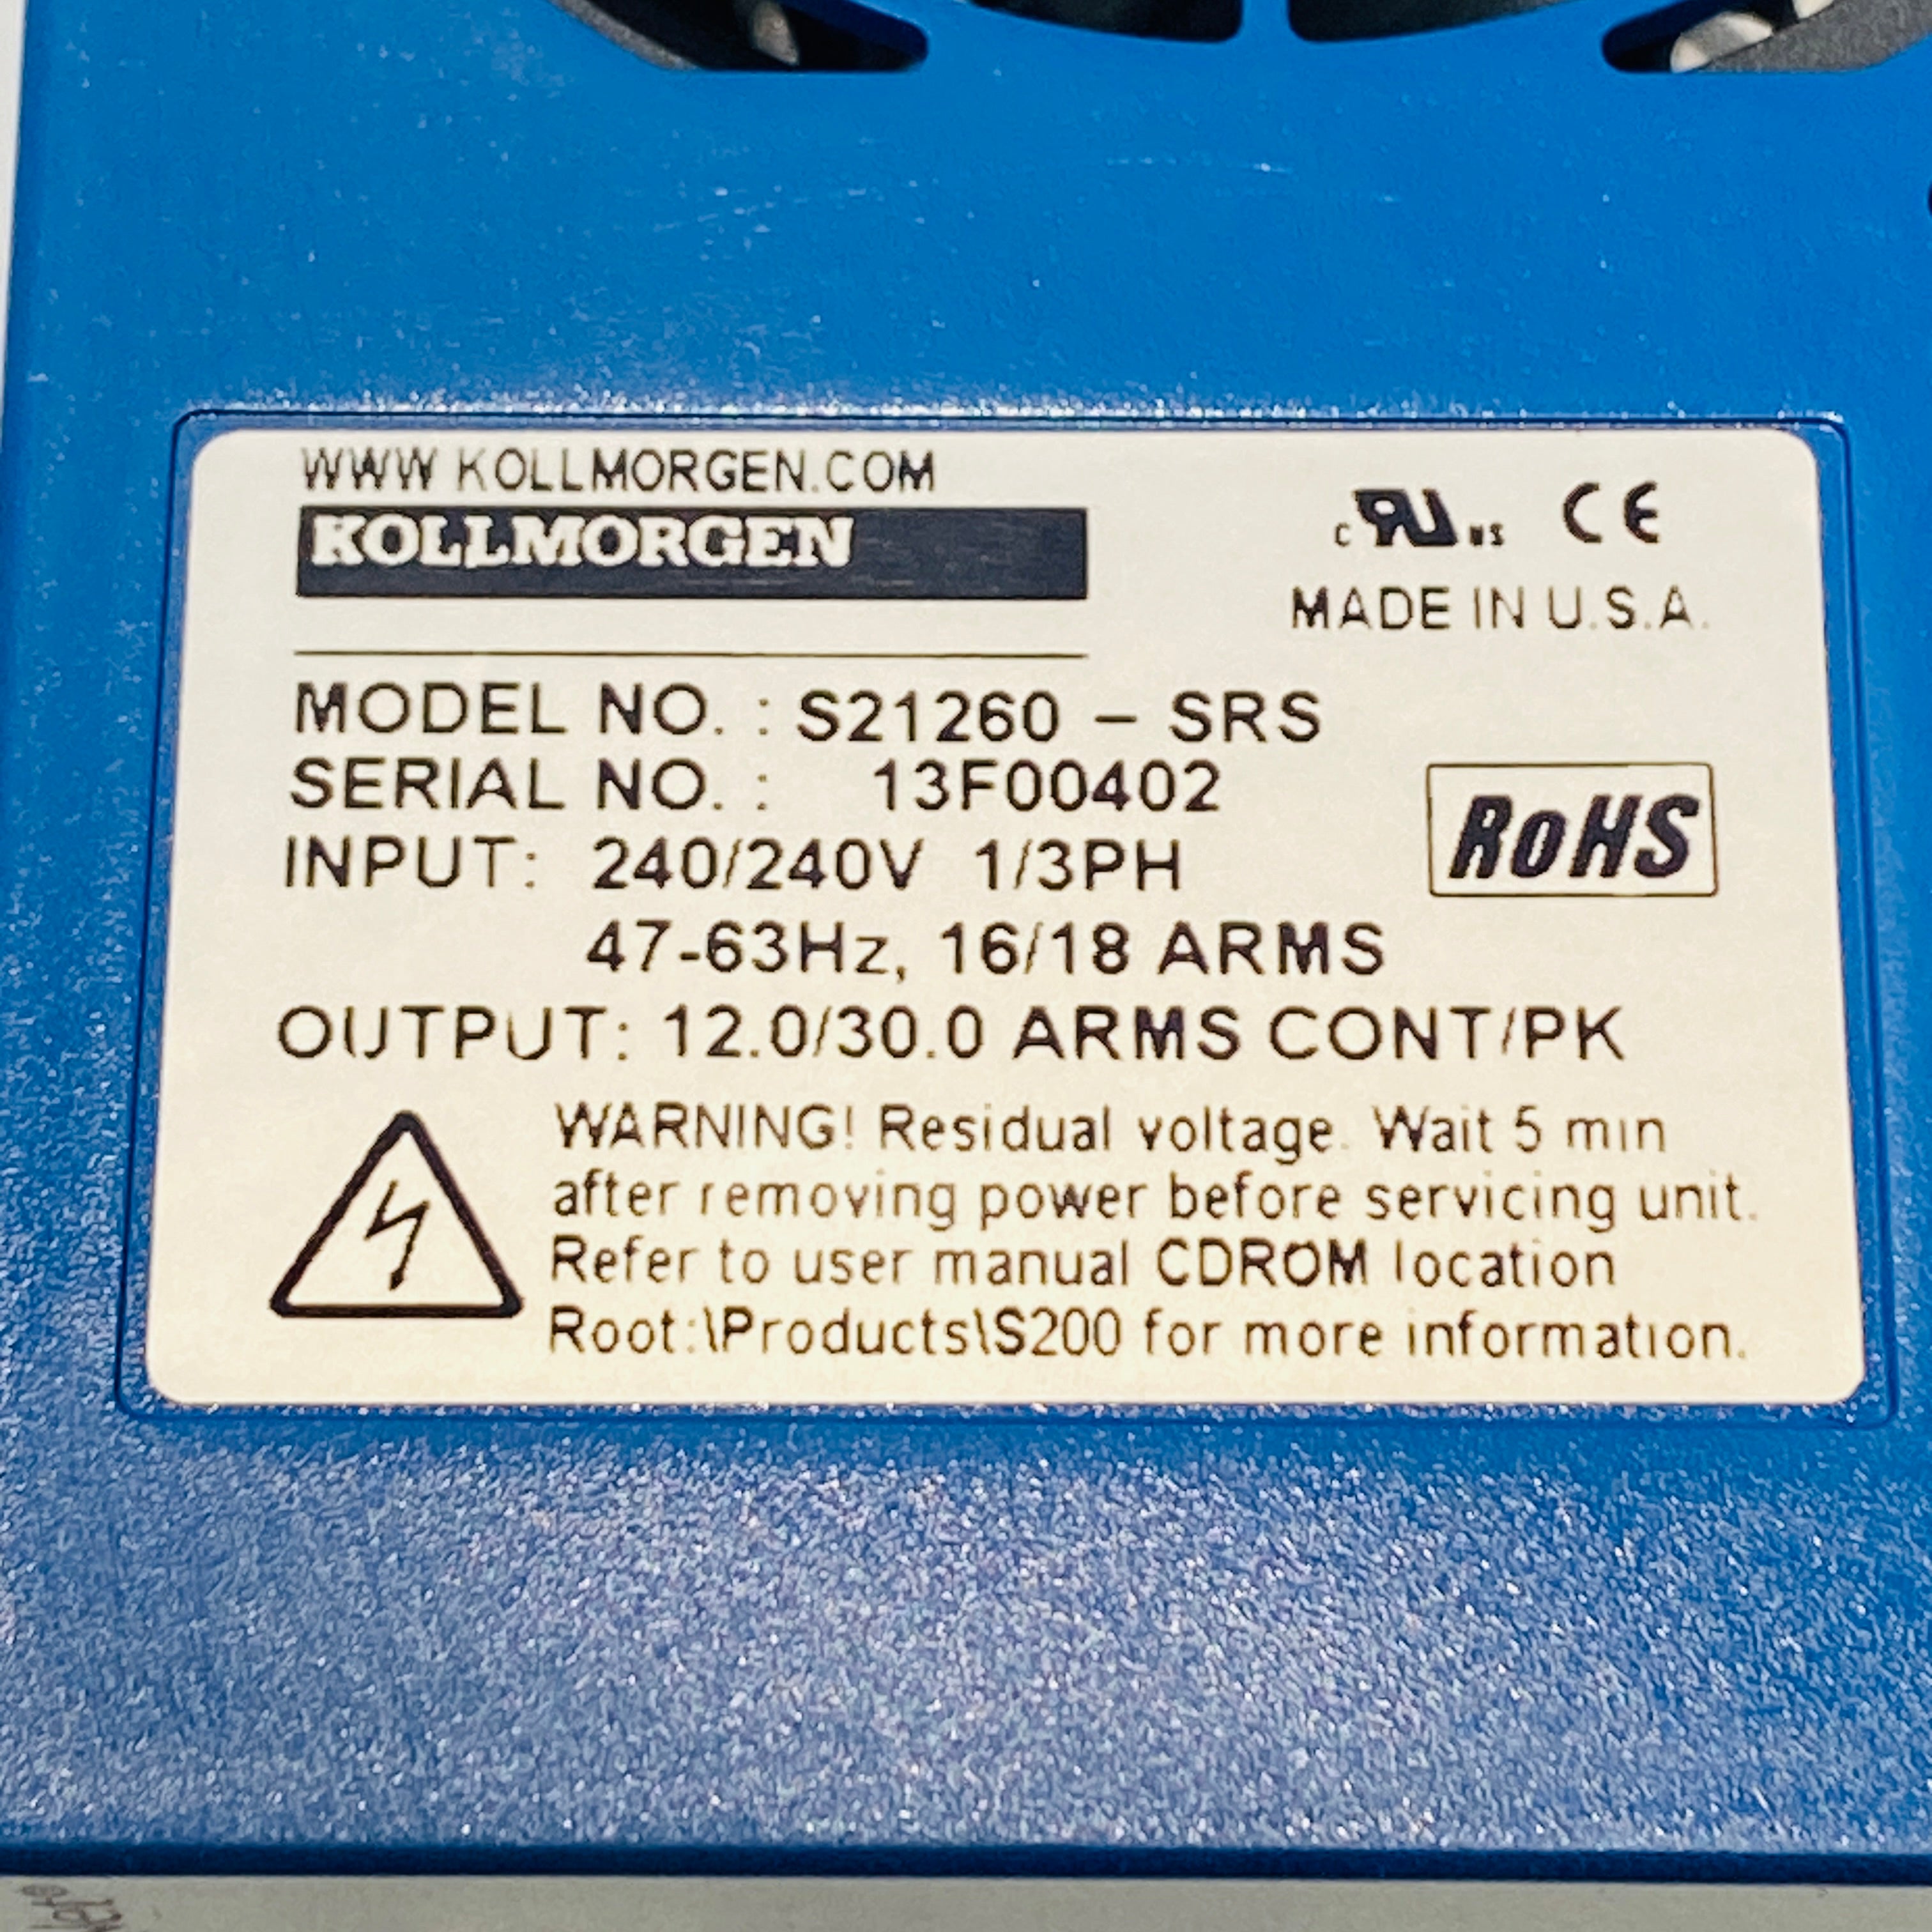 WWW KOLLMORGEN.COM
KOLLMORGEN
c RU us CE
MADE IN U.S.A.
MODEL NO. : S21260 – SRS
SERIAL NO. : 13F00402
RoHS
INPUT: 240/240V 1/3PH
47-63Hz, 16/18 ARMS
OUTPUT: 12.0/30.0 ARMS CONT/PK
WARNING! Residual voltage. Wait 5 min
after removing power before servicing unit.
Refer to user manual CDROM location
Root:\Products\S200 for more information.